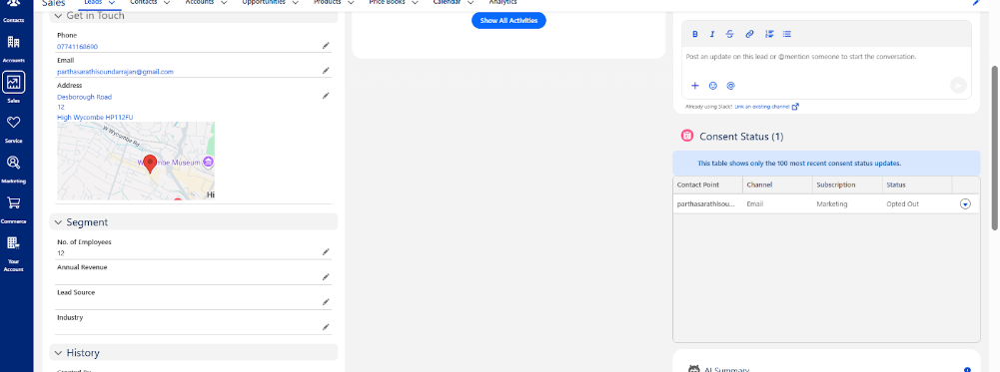 Sales
Leads
Contacts
Accounts
Opportunities
Products
Price Books
Calendar
Analytics
Contacts
Accounts
Sales
Service
Marketing
Commerce
Your
Account
Get in Touch
Phone
07741168690
Email
parthasarathisoundarrajan@gmail.com
Address
Desborough Road
12
High Wycombe HP112FU
W Wycombe Rd
Wycombe Museum
Hi
Segment
No. of Employees
12
Annual Revenue
Lead Source
Industry
History
Created By
Show All Activities
B I S
Post an update on this lead or @mention someone to start the conversation.
Already using Slack? Link an existing channel
Consent Status (1)
This table shows only the 100 most recent consent status updates.
Contact Point Channel Subscription Status
parthasarathisou... Email Marketing Opted Out
AI Summary